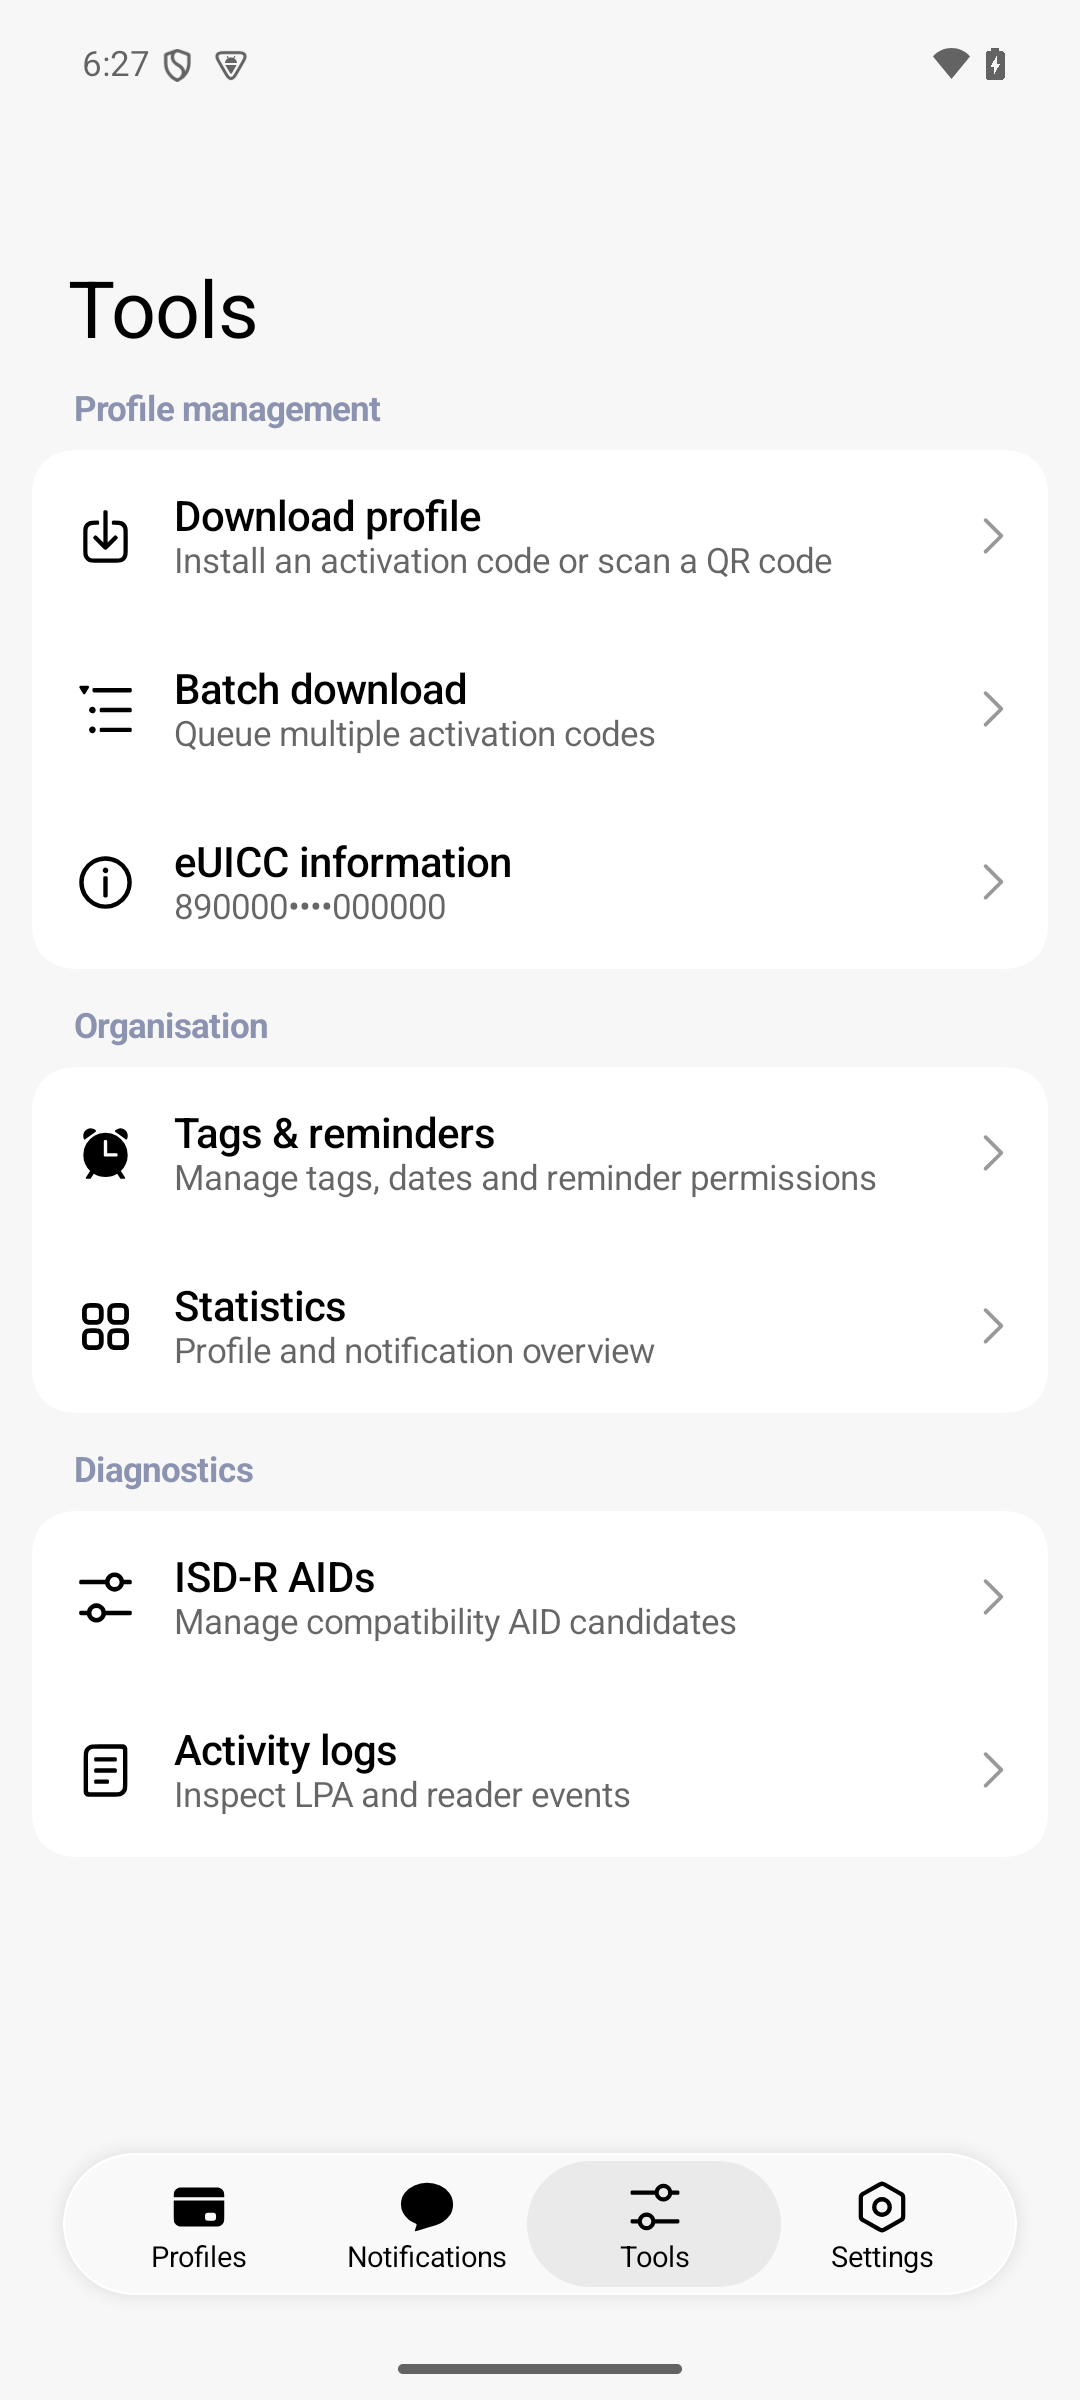 6:27
Tools
Profile management
Download profile
Install an activation code or scan a QR code
Batch download
Queue multiple activation codes
eUICC information
890000••••000000
Organisation
Tags & reminders
Manage tags, dates and reminder permissions
Statistics
Profile and notification overview
Diagnostics
ISD-R AIDs
Manage compatibility AID candidates
Activity logs
Inspect LPA and reader events
Profiles
Notifications
Tools
Settings